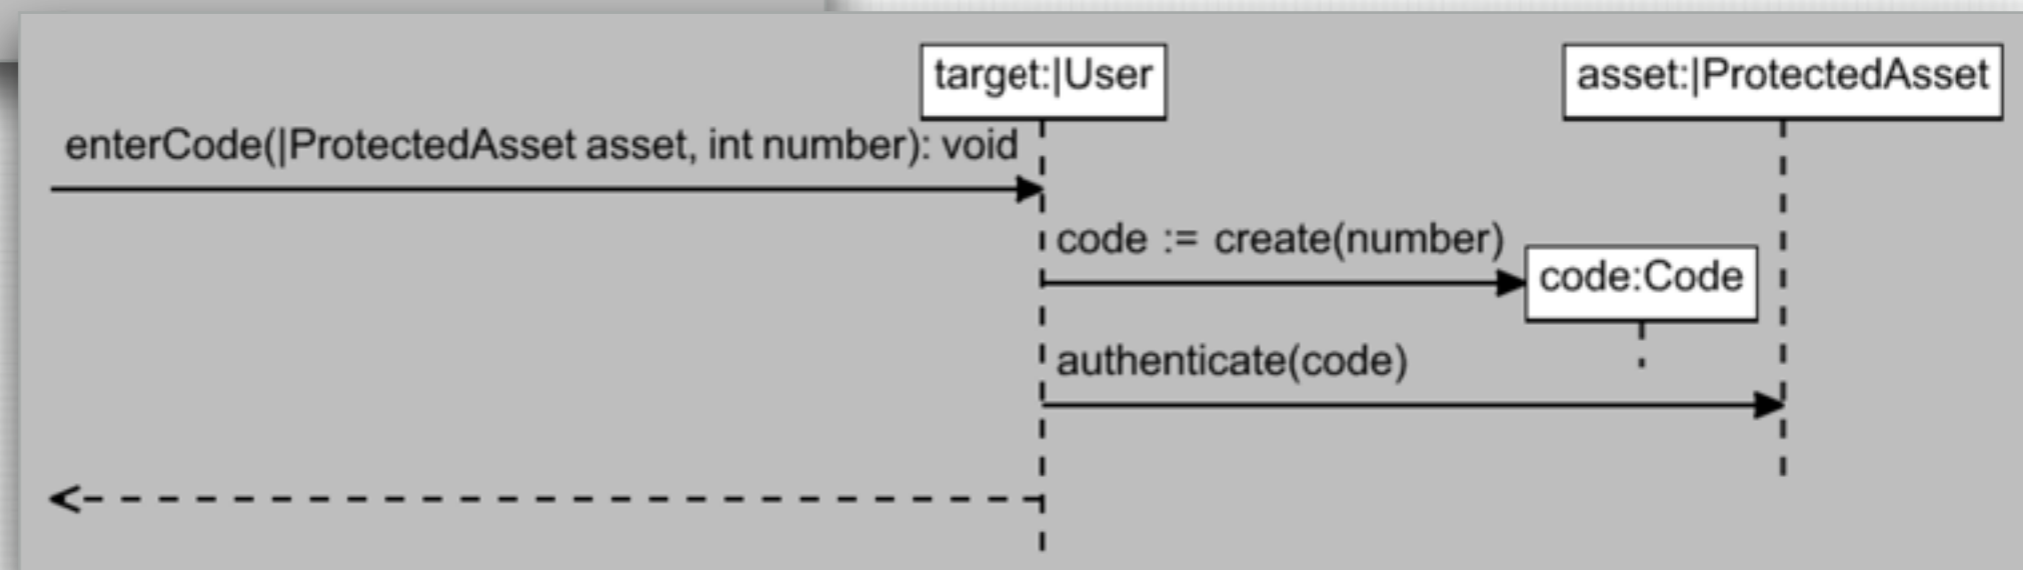 target:|User
asset:|ProtectedAsset
enterCode(|ProtectedAsset asset, int number): void
code := create(number)
code:Code
authenticate(code)